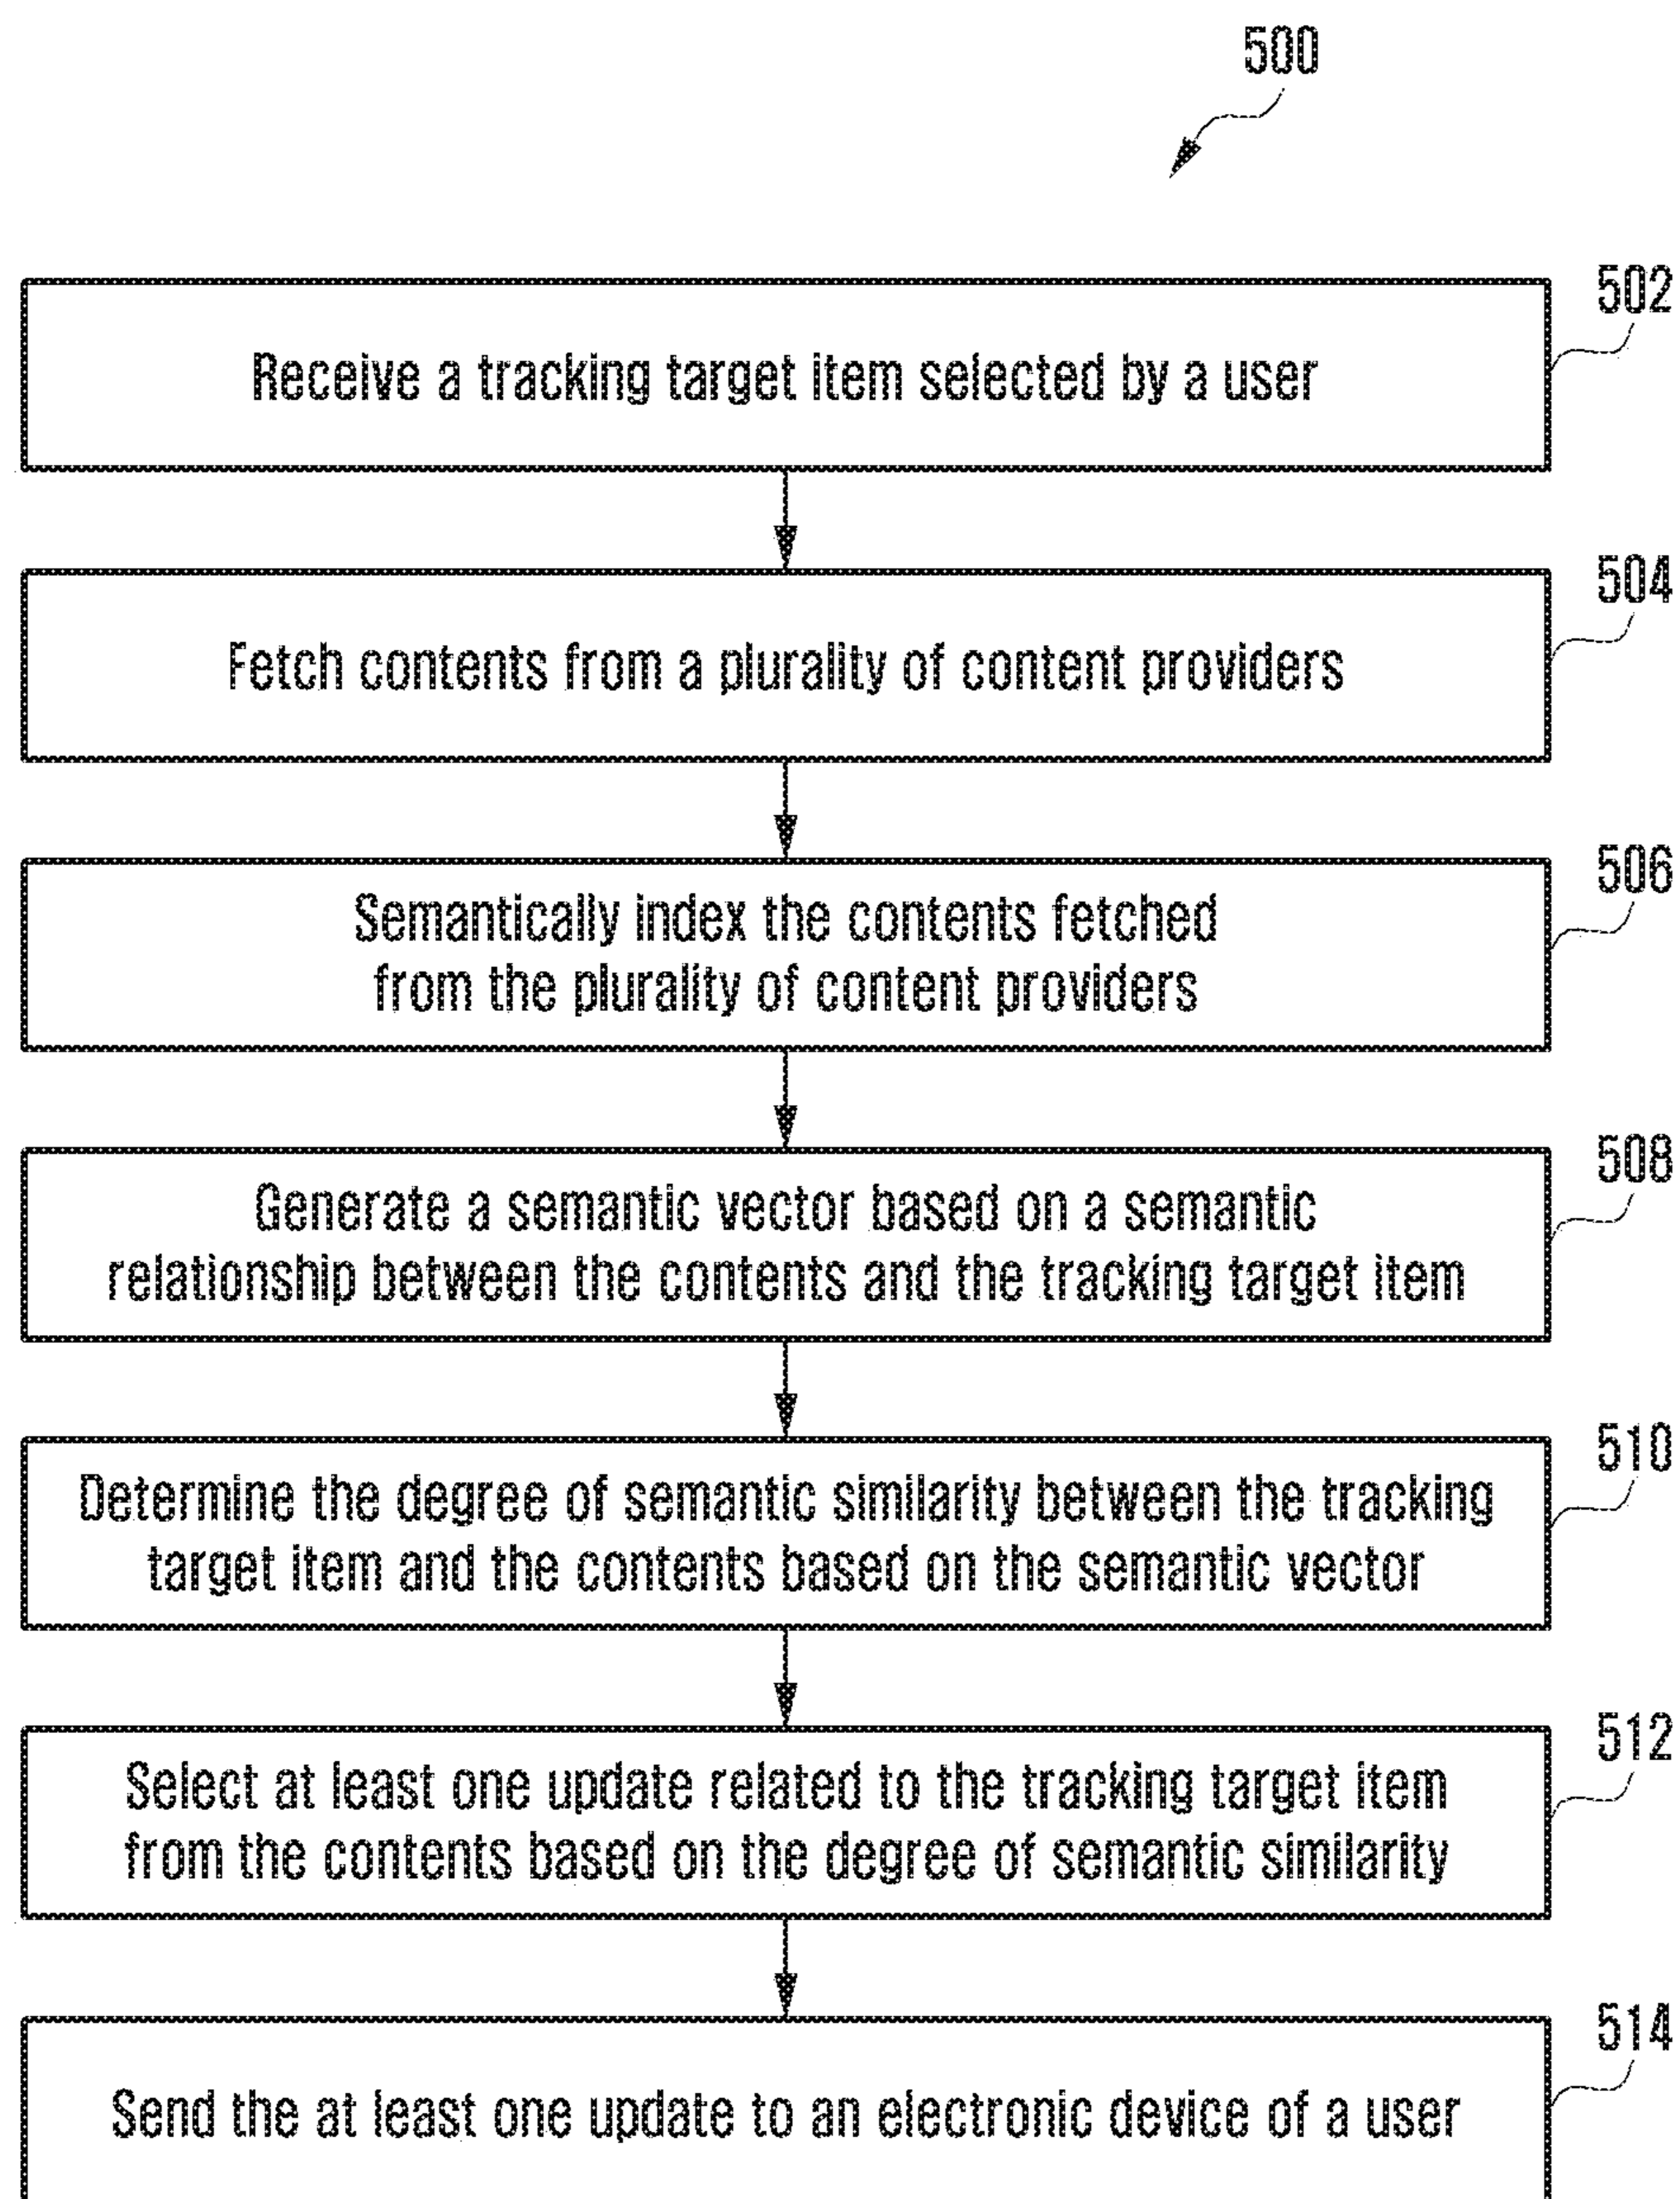 500
502
Receive a tracking target item selected by a user
504
Fetch contents from a plurality of content providers
506
Semantically index the contents fetched
from the plurality of content providers
508
Generate a semantic vector based on a semantic
relationship between the contents and the tracking target item
510
Determine the degree of semantic similarity between the tracking
target item and the contents based on the semantic vector
512
Select at least one update related to the tracking target item
from the contents based on the degree of semantic similarity
514
Send the at least one update to an electronic device of a user